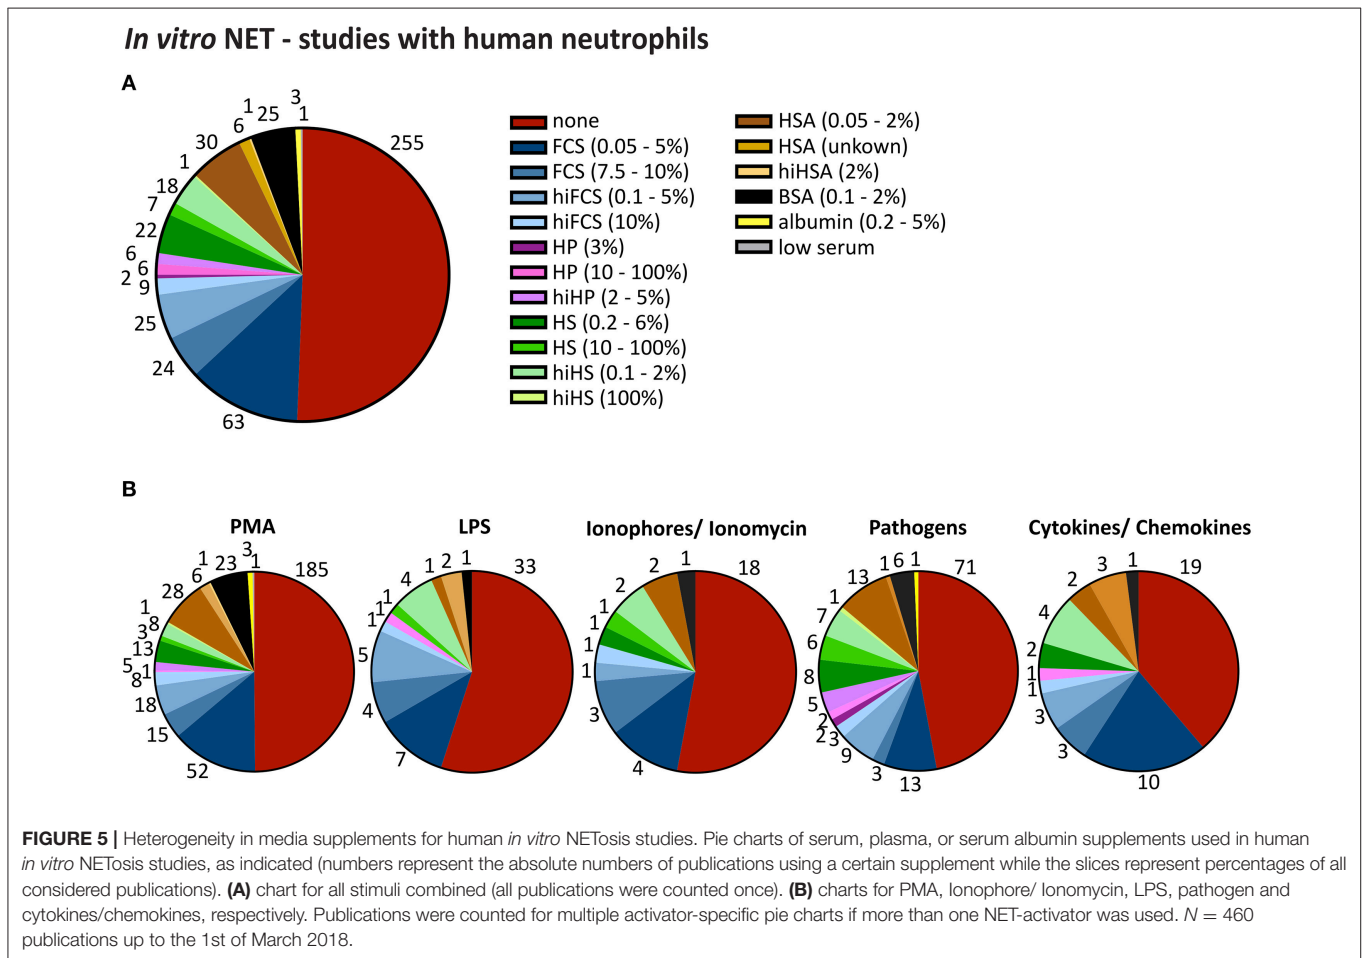 In vitro NET - studies with human neutrophils
A
3
1 25 1
6
30
255
1
18
7
22
6
6
2
9
25
24
63
none
FCS (0.05 - 5%)
FCS (7.5 - 10%)
hiFCS (0.1 - 5%)
hiFCS (10%)
HP (3%)
HP (10 - 100%)
hiHP (2 - 5%)
HS (0.2 - 6%)
HS (10 - 100%)
hiHS (0.1 - 2%)
hiHS (100%)
HSA (0.05 - 2%)
HSA (unkown)
hiHSA (2%)
BSA (0.1 - 2%)
albumin (0.2 - 5%)
low serum
B
PMA
3
1 23 1
6
185
28
1
8
3
13
5 1
8
18
15
52
LPS
1 2 1
33
4
1
1
1
5
4
7
Ionophores/ Ionomycin
1
2
18
2
1
1
1
1
3
4
Pathogens
1 6 1
13
71
1
7
6
8
5
2
2 3
9
3
13
Cytokines/ Chemokines
3 1
2
19
4
2
1
1
3
3
10
FIGURE 5 | Heterogeneity in media supplements for human in vitro NETosis studies. Pie charts of serum, plasma, or serum albumin supplements used in human
in vitro NETosis studies, as indicated (numbers represent the absolute numbers of publications using a certain supplement while the slices represent percentages of all
considered publications). (A) chart for all stimuli combined (all publications were counted once). (B) charts for PMA, Ionophore/ Ionomycin, LPS, pathogen and
cytokines/chemokines, respectively. Publications were counted for multiple activator-specific pie charts if more than one NET-activator was used. N = 460
publications up to the 1st of March 2018.